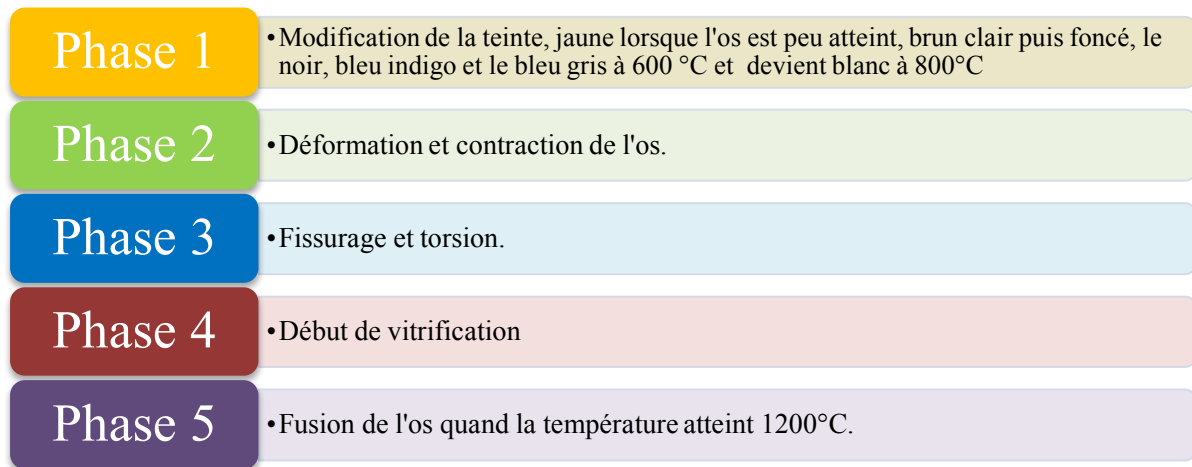 Phase 1
•Modification de la teinte, jaune lorsque l'os est peu atteint, brun clair puis foncé, le
noir, bleu indigo et le bleu gris à 600 °C et devient blanc à 800°C
Phase 2
•Déformation et contraction de l'os.
Phase 3
•Fissurage et torsion.
Phase 4
•Début de vitrification
Phase 5
•Fusion de l'os quand la température atteint 1200°C.